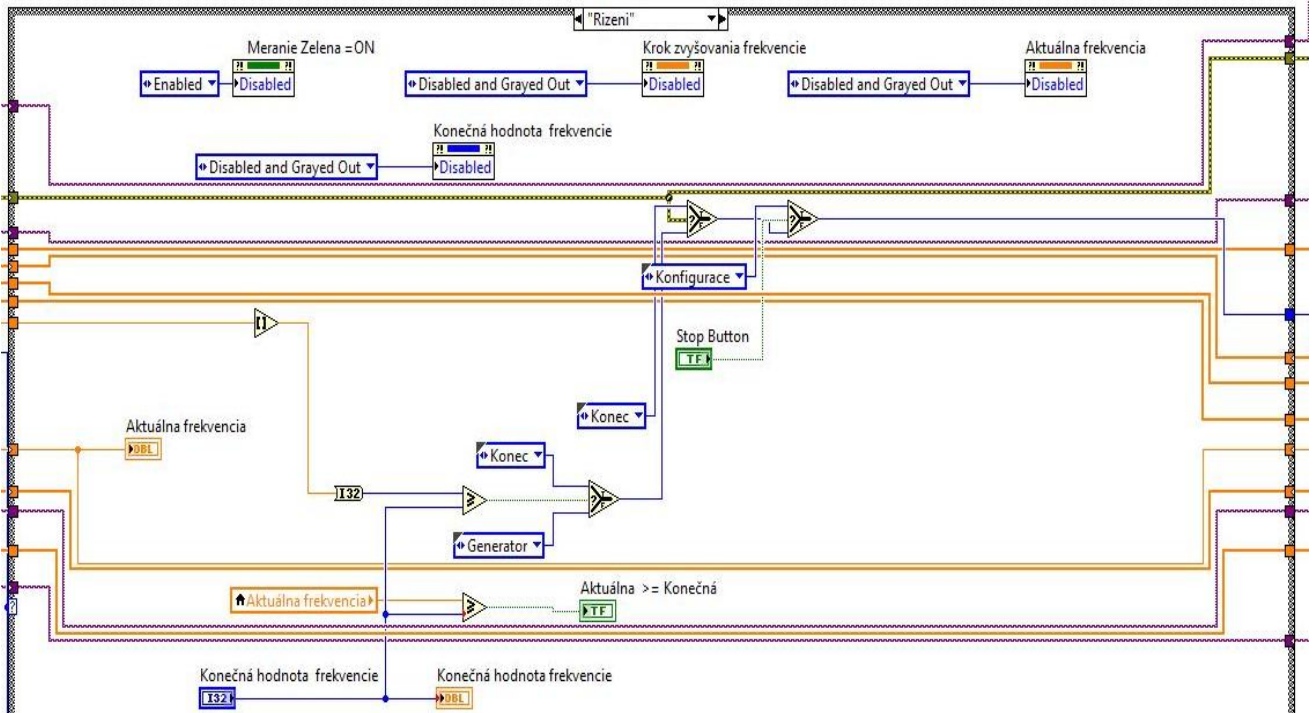 "Rizeni"
Meranie Zelena =ON
Enabled
Disabled
Krok zvyšovania frekvencie
Disabled and Grayed Out
Disabled
Aktuálna frekvencia
Disabled and Grayed Out
Disabled
Konečná hodnota frekvencie
Disabled and Grayed Out
Disabled
?
?
Konfigurace
Stop Button
TF
Konec
Aktuálna frekvencia
DBL
Konec
I32
Generator
Aktuálna frekvencia
Aktuálna >= Konečná
TF
Konečná hodnota frekvencie
I32
Konečná hodnota frekvencie
DBL